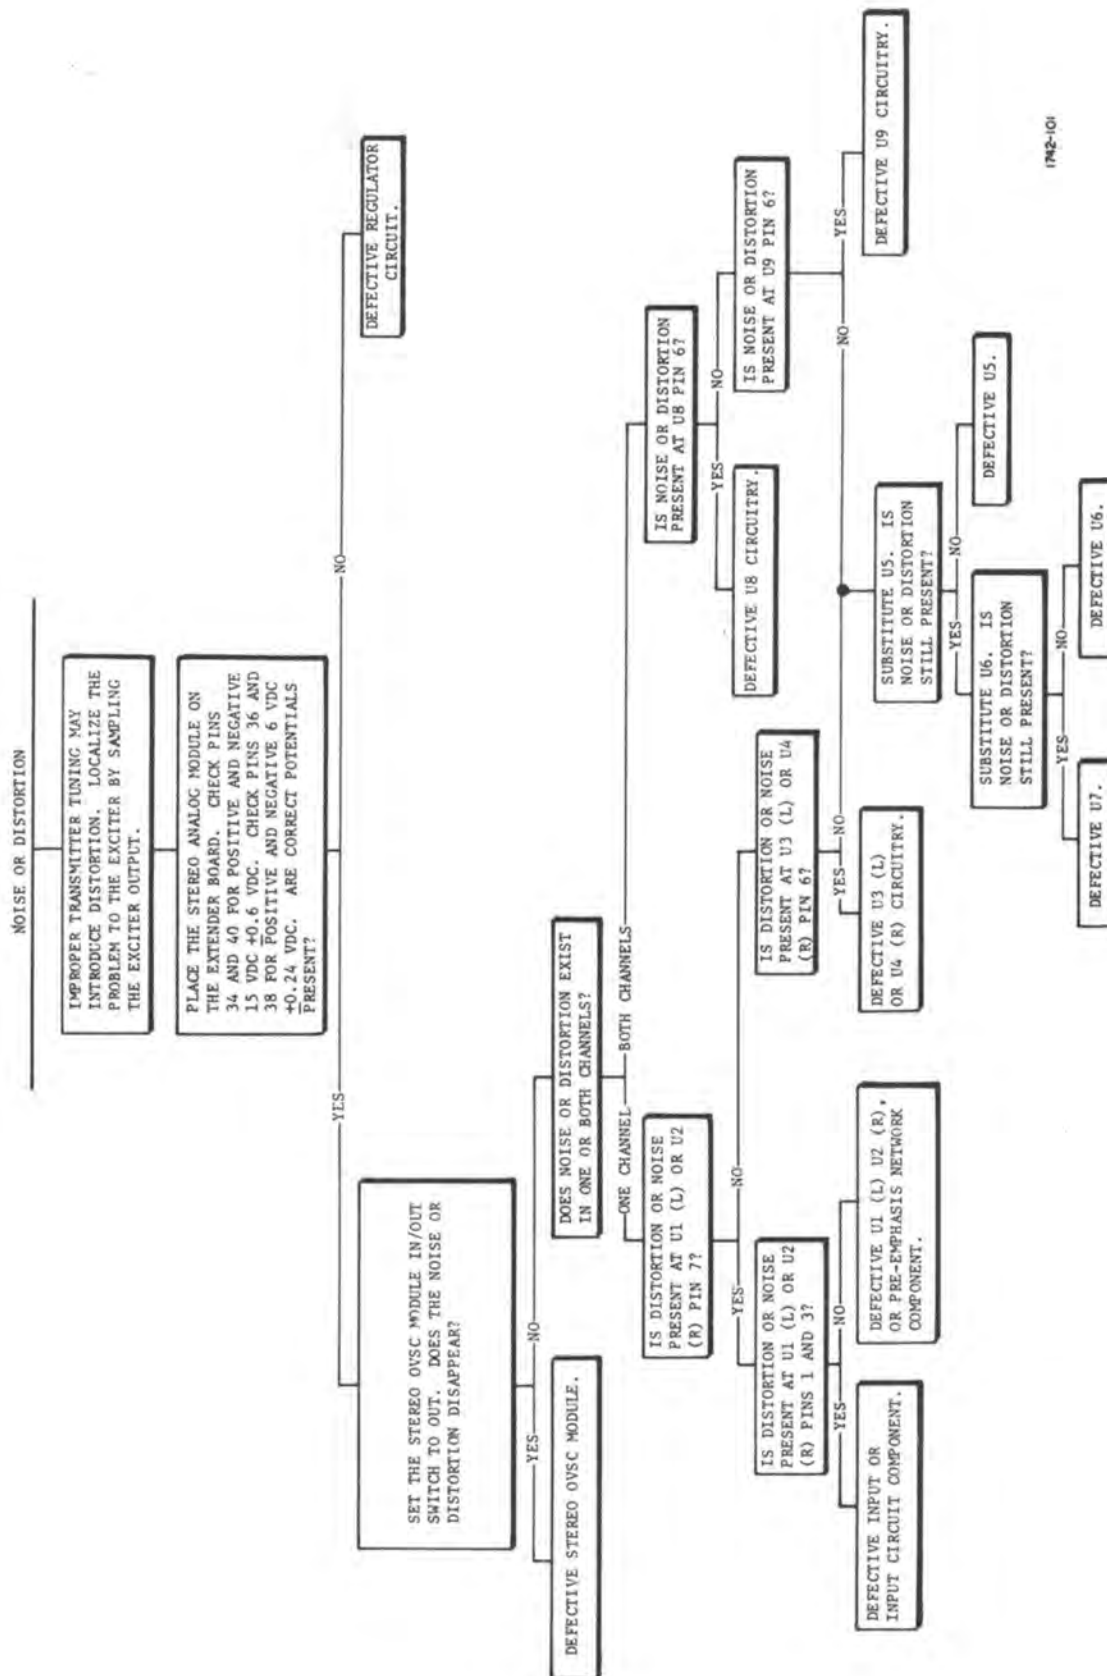 NOISE OR DISTORTION
IMPROPER TRANSMITTER TUNING MAY
INTRODUCE DISTORTION. LOCALIZE THE
PROBLEM TO THE EXCITER BY SAMPLING
THE EXCITER OUTPUT.
PLACE THE STEREO ANALOG MODULE ON
THE EXTENDER BOARD. CHECK PINS
34 AND 40 FOR POSITIVE AND NEGATIVE
15 VDC +0.6 VDC. CHECK PINS 36 AND
38 FOR POSITIVE AND NEGATIVE 6 VDC
+0.24 VDC. ARE CORRECT POTENTIALS
PRESENT?
YES
NO
SET THE STEREO OVSC MODULE IN/OUT
SWITCH TO OUT. DOES THE NOISE OR
DISTORTION DISAPPEAR?
DEFECTIVE REGULATOR
CIRCUIT.
YES
NO
DEFECTIVE STEREO OVSC MODULE.
DOES NOISE OR DISTORTION EXIST
IN ONE OR BOTH CHANNELS?
ONE CHANNEL
BOTH CHANNELS
IS DISTORTION OR NOISE
PRESENT AT U1 (L) OR U2
(R) PIN 7?
IS NOISE OR DISTORTION
PRESENT AT U8 PIN 6?
YES
NO
YES
NO
IS DISTORTION OR NOISE
PRESENT AT U1 (L) OR U2
(R) PINS 1 AND 3?
IS DISTORTION OR NOISE
PRESENT AT U3 (L) OR U4
(R) PIN 6?
DEFECTIVE U8 CIRCUITRY.
IS NOISE OR DISTORTION
PRESENT AT U9 PIN 6?
YES
NO
YES
NO
NO
YES
DEFECTIVE INPUT OR
INPUT CIRCUIT COMPONENT.
DEFECTIVE U1 (L) U2 (R),
OR PRE-EMPHASIS NETWORK
COMPONENT.
DEFECTIVE U3 (L)
OR U4 (R) CIRCUITRY.
SUBSTITUTE U5. IS
NOISE OR DISTORTION
STILL PRESENT?
DEFECTIVE U9 CIRCUITRY.
YES
NO
SUBSTITUTE U6. IS
NOISE OR DISTORTION
STILL PRESENT?
DEFECTIVE U5.
YES
NO
DEFECTIVE U7.
DEFECTIVE U6.
1742-101